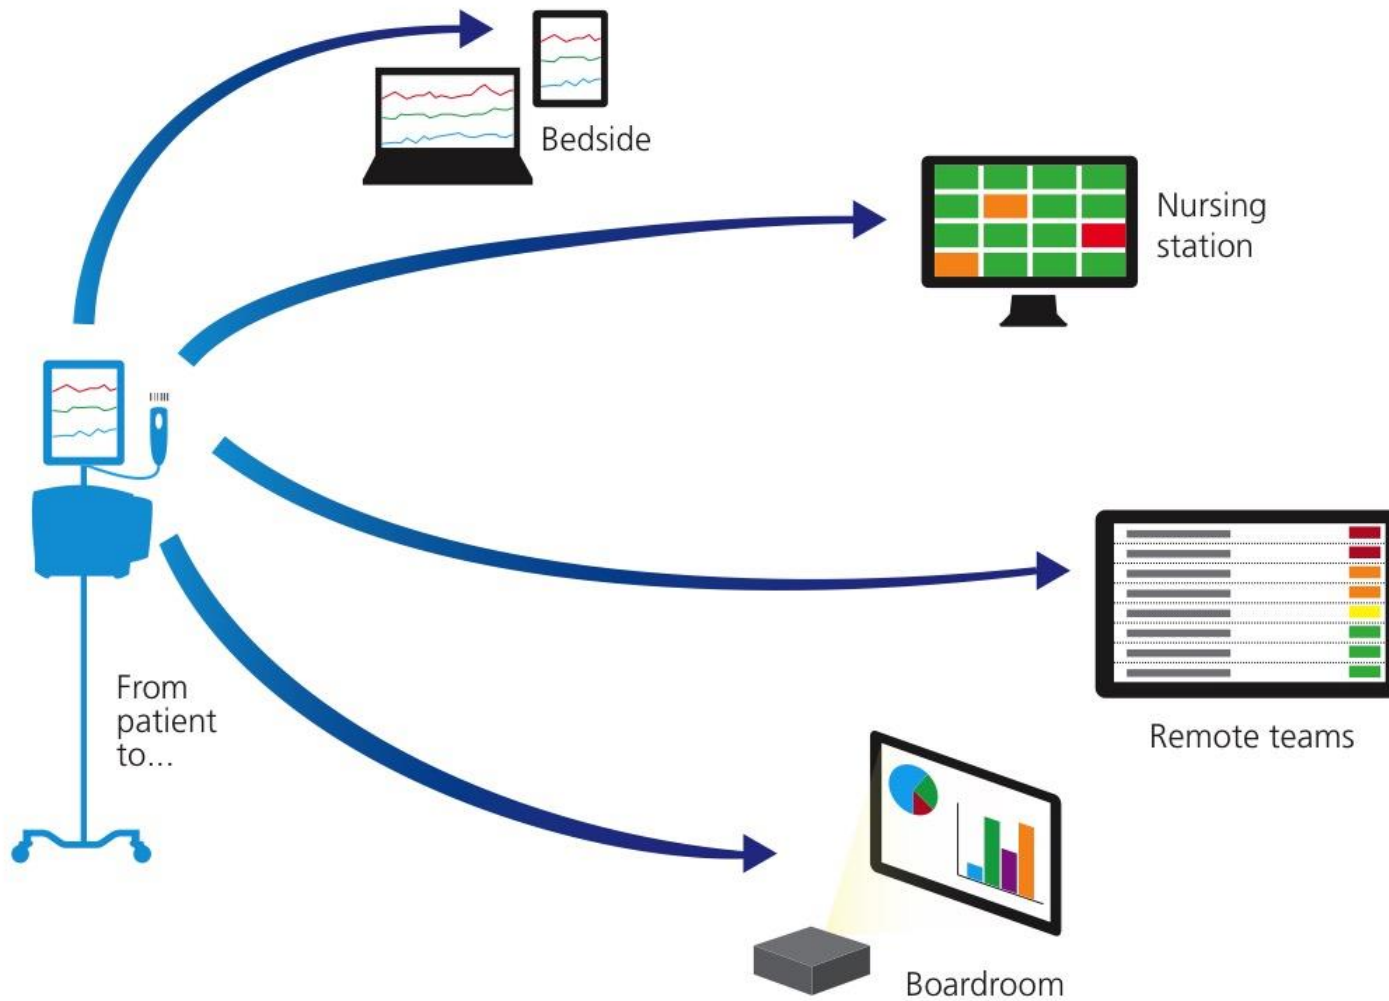 Bedside
Nursing
station
From
patient
to...
Remote teams
Boardroom